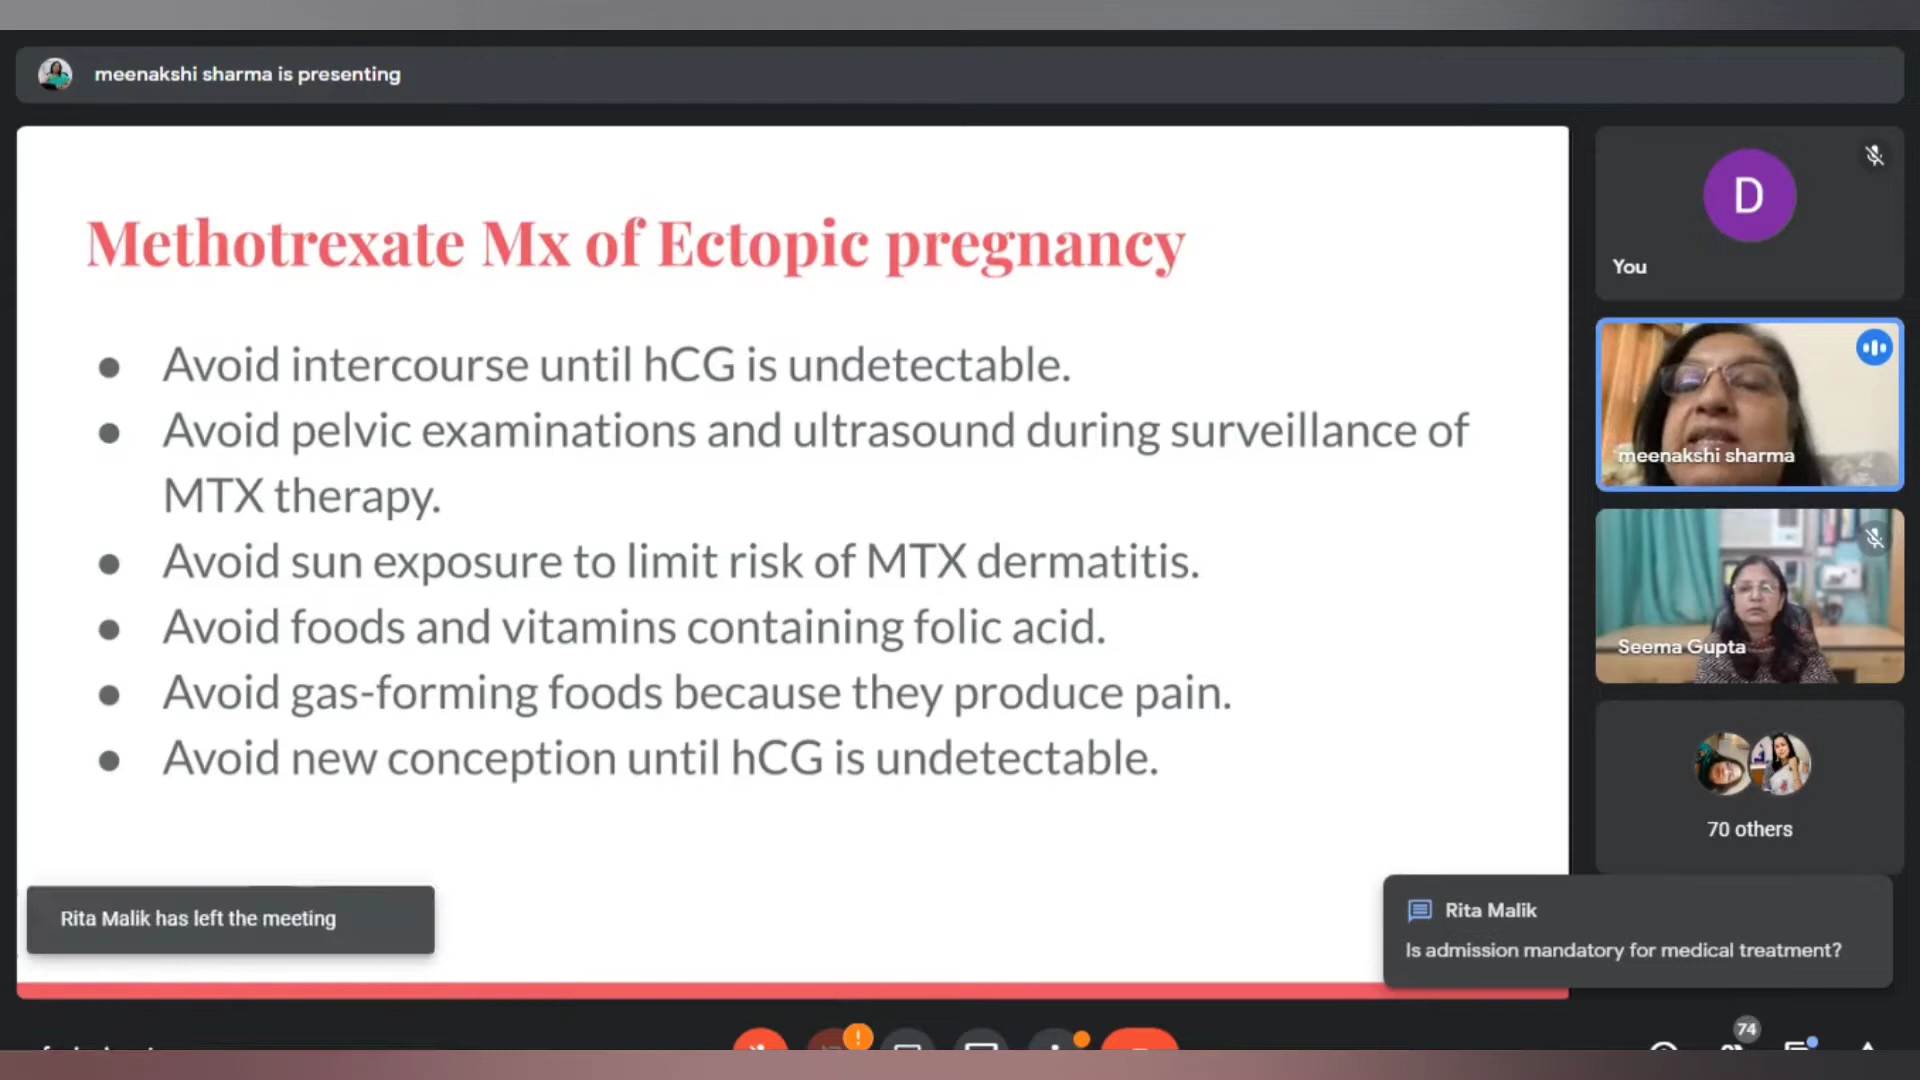 meenakshi sharma is presenting
Methotrexate Mx of Ectopic pregnancy
● Avoid intercourse until hCG is undetectable.
● Avoid pelvic examinations and ultrasound during surveillance of
MTX therapy.
● Avoid sun exposure to limit risk of MTX dermatitis.
● Avoid foods and vitamins containing folic acid.
● Avoid gas-forming foods because they produce pain.
● Avoid new conception until hCG is undetectable.
D
You
meenakshi sharma
Seema Gupta
70 others
Rita Malik has left the meeting
Rita Malik
Is admission mandatory for medical treatment?
74